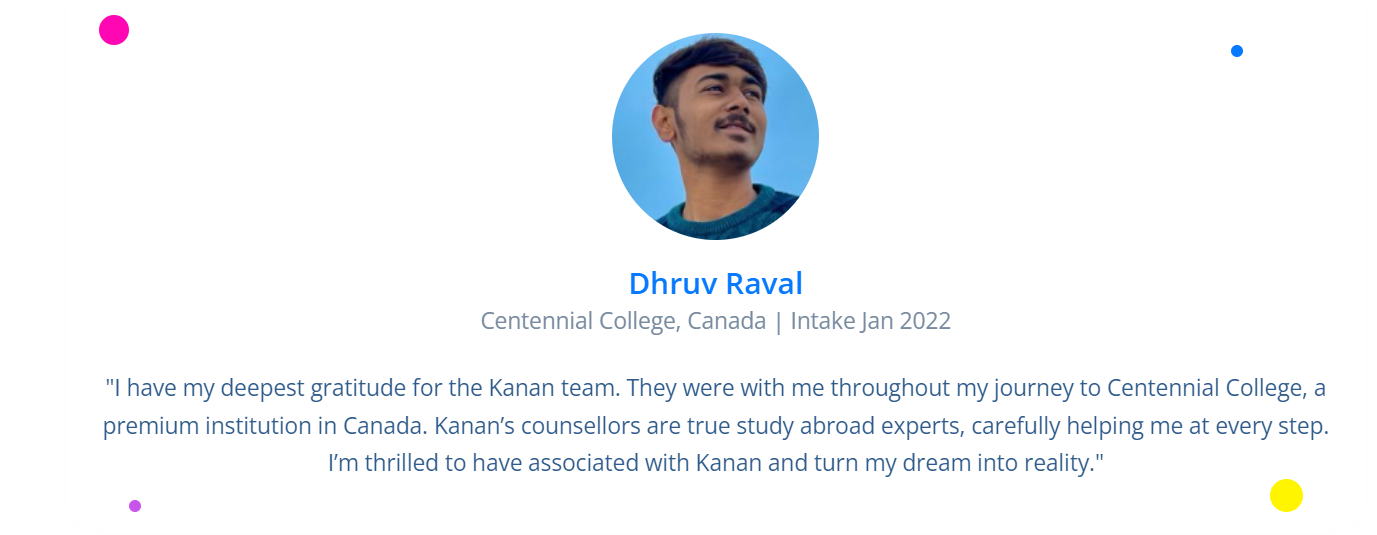 Dhruv Raval
Centennial College, Canada | Intake Jan 2022
"I have my deepest gratitude for the Kanan team. They were with me throughout my journey to Centennial College, a
premium institution in Canada. Kanan’s counsellors are true study abroad experts, carefully helping me at every step.
I’m thrilled to have associated with Kanan and turn my dream into reality."